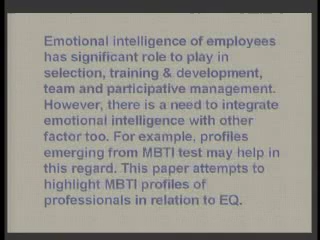 Emotional intelligence of employees
has significant role to play in
selection, training & development,
team and participative management.
However, there is a need to integrate
emotional intelligence with other
factor too. For example, profiles
emerging from MBTI test may help in
this regard. This paper attempts to
highlight MBTI profiles of
professionals in relation to EQ.